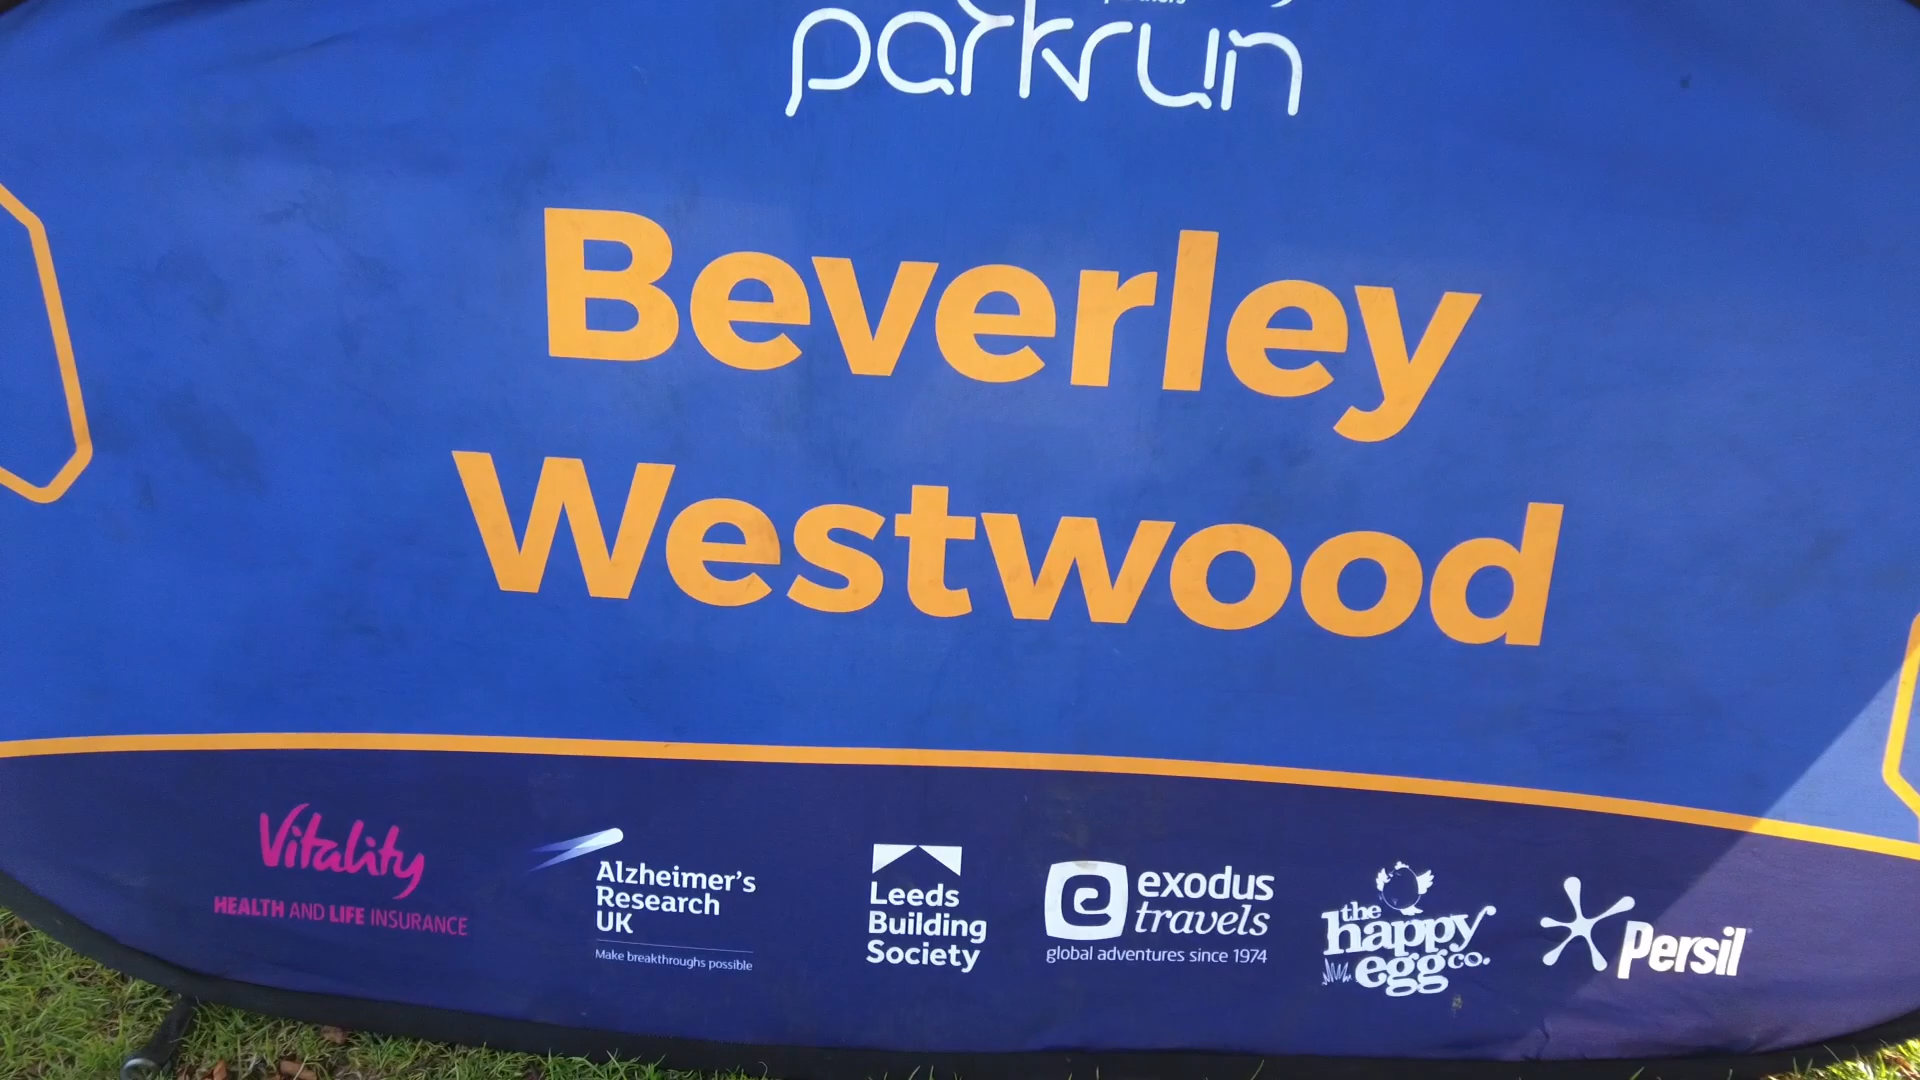 parkrun
Beverley
Westwood
Vitality
HEALTH AND LIFE INSURANCE
Alzheimer's
Research
UK
Make breakthroughs possible
Leeds
Building
Society
exodus
travels
global adventures since 1974
the
happy
egg co.
Persil